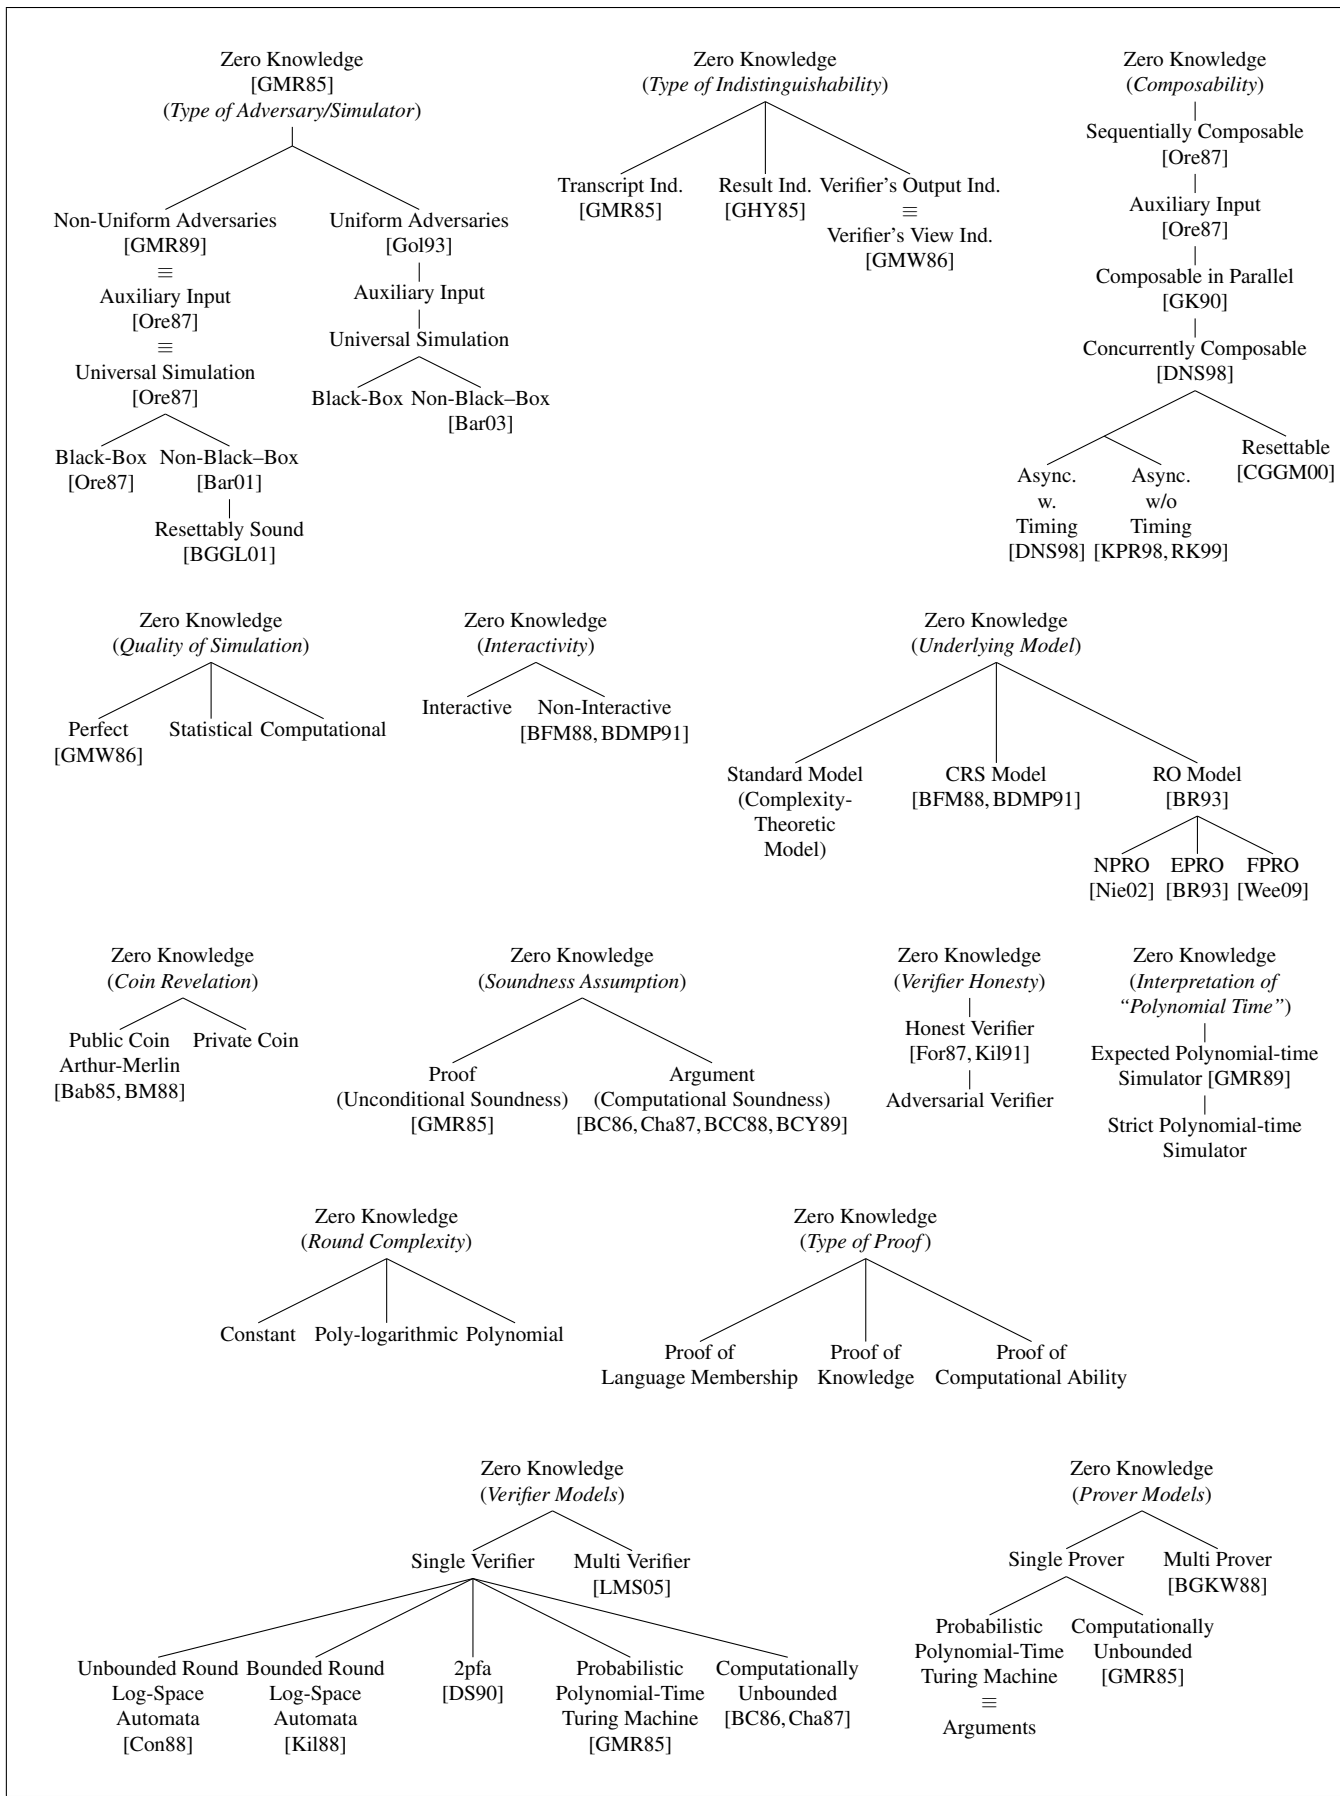 Zero Knowledge
[GMR85]
(Type of Adversary/Simulator)
Non-Uniform Adversaries
[GMR89]
≡
Auxiliary Input
[Ore87]
≡
Universal Simulation
[Ore87]
Black-Box
[Ore87]
Non-Black–Box
[Bar01]
Resettably Sound
[BGGL01]
Uniform Adversaries
[Gol93]
Auxiliary Input
Universal Simulation
Black-Box
Non-Black–Box
[Bar03]
Zero Knowledge
(Type of Indistinguishability)
Transcript Ind.
[GMR85]
Result Ind.
[GHY85]
Verifier's Output Ind.
≡
Verifier's View Ind.
[GMW86]
Zero Knowledge
(Composability)
Sequentially Composable
[Ore87]
Auxiliary Input
[Ore87]
Composable in Parallel
[GK90]
Concurrently Composable
[DNS98]
Async.
w.
Timing
[DNS98]
Async.
w/o
Timing
[KPR98, RK99]
Resettable
[CGGM00]
Zero Knowledge
(Quality of Simulation)
Perfect
[GMW86]
Statistical
Computational
Zero Knowledge
(Interactivity)
Interactive
Non-Interactive
[BFM88, BDMP91]
Zero Knowledge
(Underlying Model)
Standard Model
(Complexity-
Theoretic
Model)
CRS Model
[BFM88, BDMP91]
RO Model
[BR93]
NPRO
[Nie02]
EPRO
[BR93]
FPRO
[Wee09]
Zero Knowledge
(Coin Revelation)
Public Coin
Arthur-Merlin
[Bab85, BM88]
Private Coin
Zero Knowledge
(Soundness Assumption)
Proof
(Unconditional Soundness)
[GMR85]
Argument
(Computational Soundness)
[BC86, Cha87, BCC88, BCY89]
Zero Knowledge
(Verifier Honesty)
Honest Verifier
[For87, Kil91]
Adversarial Verifier
Zero Knowledge
(Interpretation of
“Polynomial Time”)
Expected Polynomial-time
Simulator [GMR89]
Strict Polynomial-time
Simulator
Zero Knowledge
(Round Complexity)
Constant
Poly-logarithmic
Polynomial
Zero Knowledge
(Type of Proof)
Proof of
Language Membership
Proof of
Knowledge
Proof of
Computational Ability
Zero Knowledge
(Verifier Models)
Single Verifier
Multi Verifier
[LMS05]
Unbounded Round
Log-Space
Automata
[Con88]
Bounded Round
Log-Space
Automata
[Kil88]
2pfa
[DS90]
Probabilistic
Polynomial-Time
Turing Machine
[GMR85]
Computationally
Unbounded
[BC86, Cha87]
Zero Knowledge
(Prover Models)
Single Prover
Multi Prover
[BGKW88]
Probabilistic
Polynomial-Time
Turing Machine
≡
Arguments
Computationally
Unbounded
[GMR85]